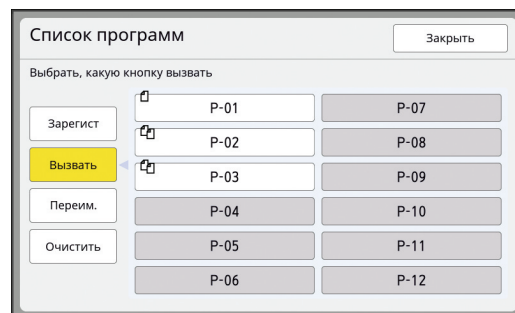 Список программ
Закрыть
Выбрать, какую кнопку вызвать
Зарегист
Вызвать
Переим.
Очистить
P-01
P-02
P-03
P-04
P-05
P-06
P-07
P-08
P-09
P-10
P-11
P-12